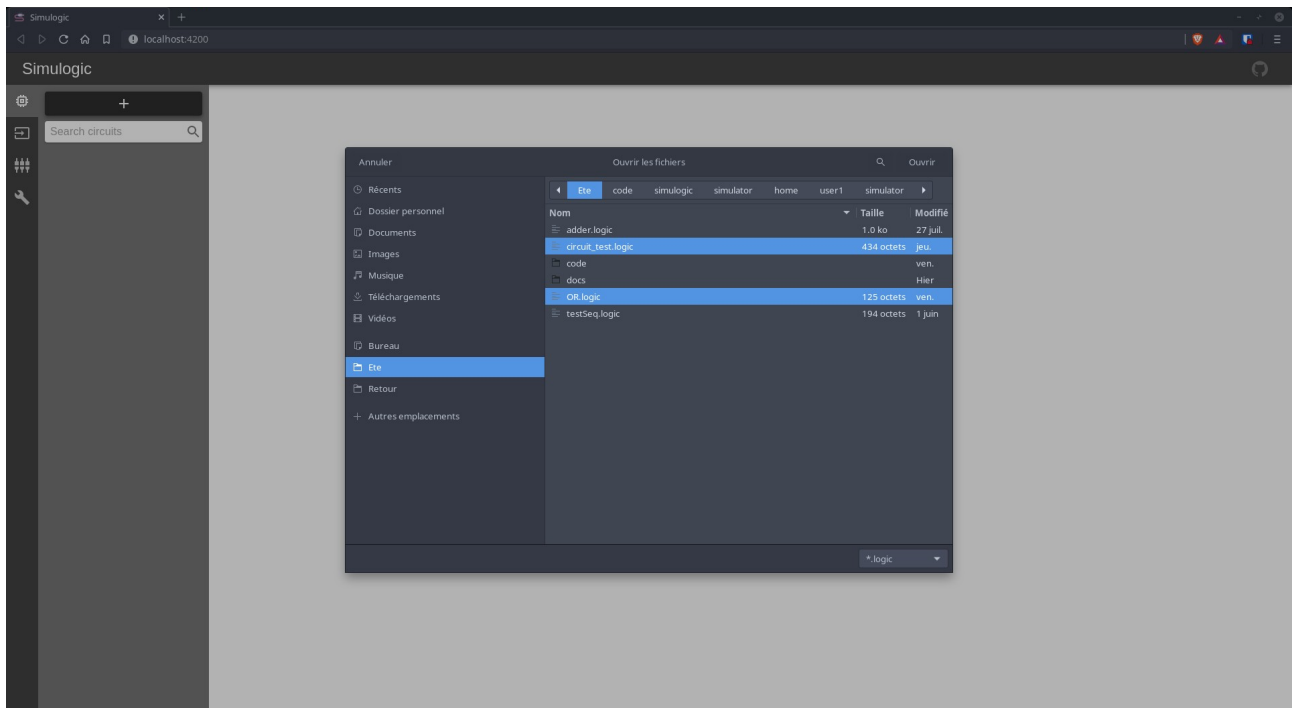 Simulogic
localhost:4200
Simulogic
+
Search circuits
Annuler Ouvrir les fichiers Ouvrir
Récents
Dossier personnel
Documents
Images
Musique
Téléchargements
Vidéos
Bureau
Ete
Retour
+ Autres emplacements
Ete code simulogic simulator home user1 simulator
Nom Taille Modifié
adder.logic 1.0 ko 27 juil.
circuit_test.logic 434 octets jeu.
code ven.
docs Hier
OR.logic 125 octets ven.
testSeq.logic 194 octets 1 juin
*.logic